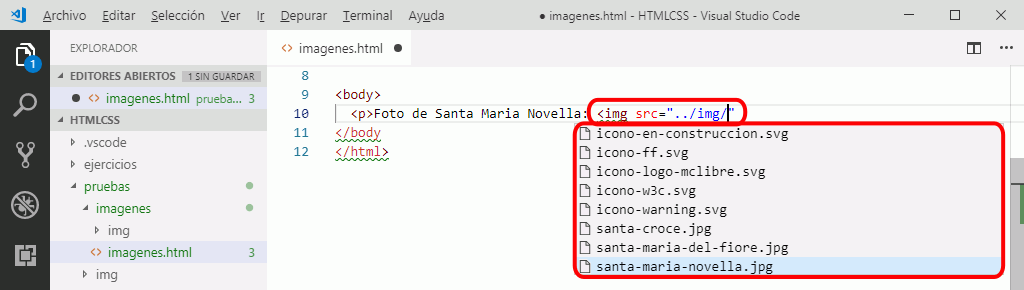 Archivo Editar Selección Ver Ir Depurar Terminal Ayuda ● imagenes.html - HTMLCSS - Visual Studio Code
EXPLORADOR
imagenes.html ●
EDITORES ABIERTOS 1 SIN GUARDAR
● <> imagenes.html prueba... 3
HTMLCSS
.vscode
ejercicios
pruebas
imagenes
img
<> imagenes.html 3
img
1
8
9 <body>
10 <p>Foto de Santa Maria Novella: <img src="../img/"
11 </body
12 </html>
icono-en-construccion.svg
icono-ff.svg
icono-logo-mclibre.svg
icono-w3c.svg
icono-warning.svg
santa-croce.jpg
santa-maria-del-fiore.jpg
santa-maria-novella.jpg